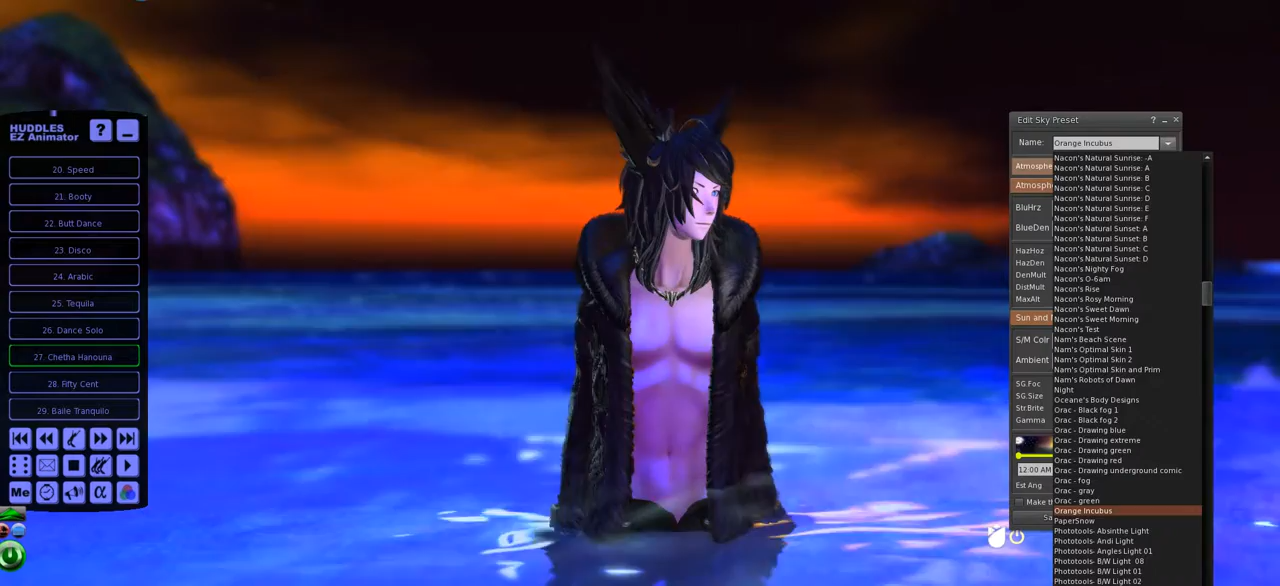 HUDDLES
EZ Animator
?
20. Speed
21. Booty
22. Butt Dance
23. Disco
24. Arabic
25. Tequila
26. Dance Solo
27. Chetha Hanouna
28. Fifty Cent
29. Baile Tranquilo
Me
α
Edit Sky Preset
?
Name:
Orange Incubus
Atmosphe
Atmosph
BluHrz
BlueDen
HazHoz
HazDen
DenMult
DistMult
MaxAlt
Sun and
S/M Colr
Ambient
SG.Foc
SG.Size
Str.Brite
Gamma
12:00 AM
Est Ang
Make th
Sa
Nacon's Natural Sunrise: -A
Nacon's Natural Sunrise: A
Nacon's Natural Sunrise: B
Nacon's Natural Sunrise: C
Nacon's Natural Sunrise: D
Nacon's Natural Sunrise: E
Nacon's Natural Sunrise: F
Nacon's Natural Sunset: A
Nacon's Natural Sunset: B
Nacon's Natural Sunset: C
Nacon's Natural Sunset: D
Nacon's Nighty Fog
Nacon's O-6am
Nacon's Rise
Nacon's Rosy Morning
Nacon's Sweet Dawn
Nacon's Sweet Morning
Nacon's Test
Nam's Beach Scene
Nam's Optimal Skin 1
Nam's Optimal Skin 2
Nam's Optimal Skin and Prim
Nam's Robots of Dawn
Night
Oceane's Body Designs
Orac - Black fog 1
Orac - Black fog 2
Orac - Drawing blue
Orac - Drawing extreme
Orac - Drawing green
Orac - Drawing red
Orac - Drawing underground comic
Orac - fog
Orac - gray
Orac - green
Orange Incubus
PaperSnow
Phototools- Absinthe Light
Phototools- Andi Light
Phototools- Angles Light 01
Phototools- B/W Light  08
Phototools- B/W Light 01
Phototools- B/W Light 02